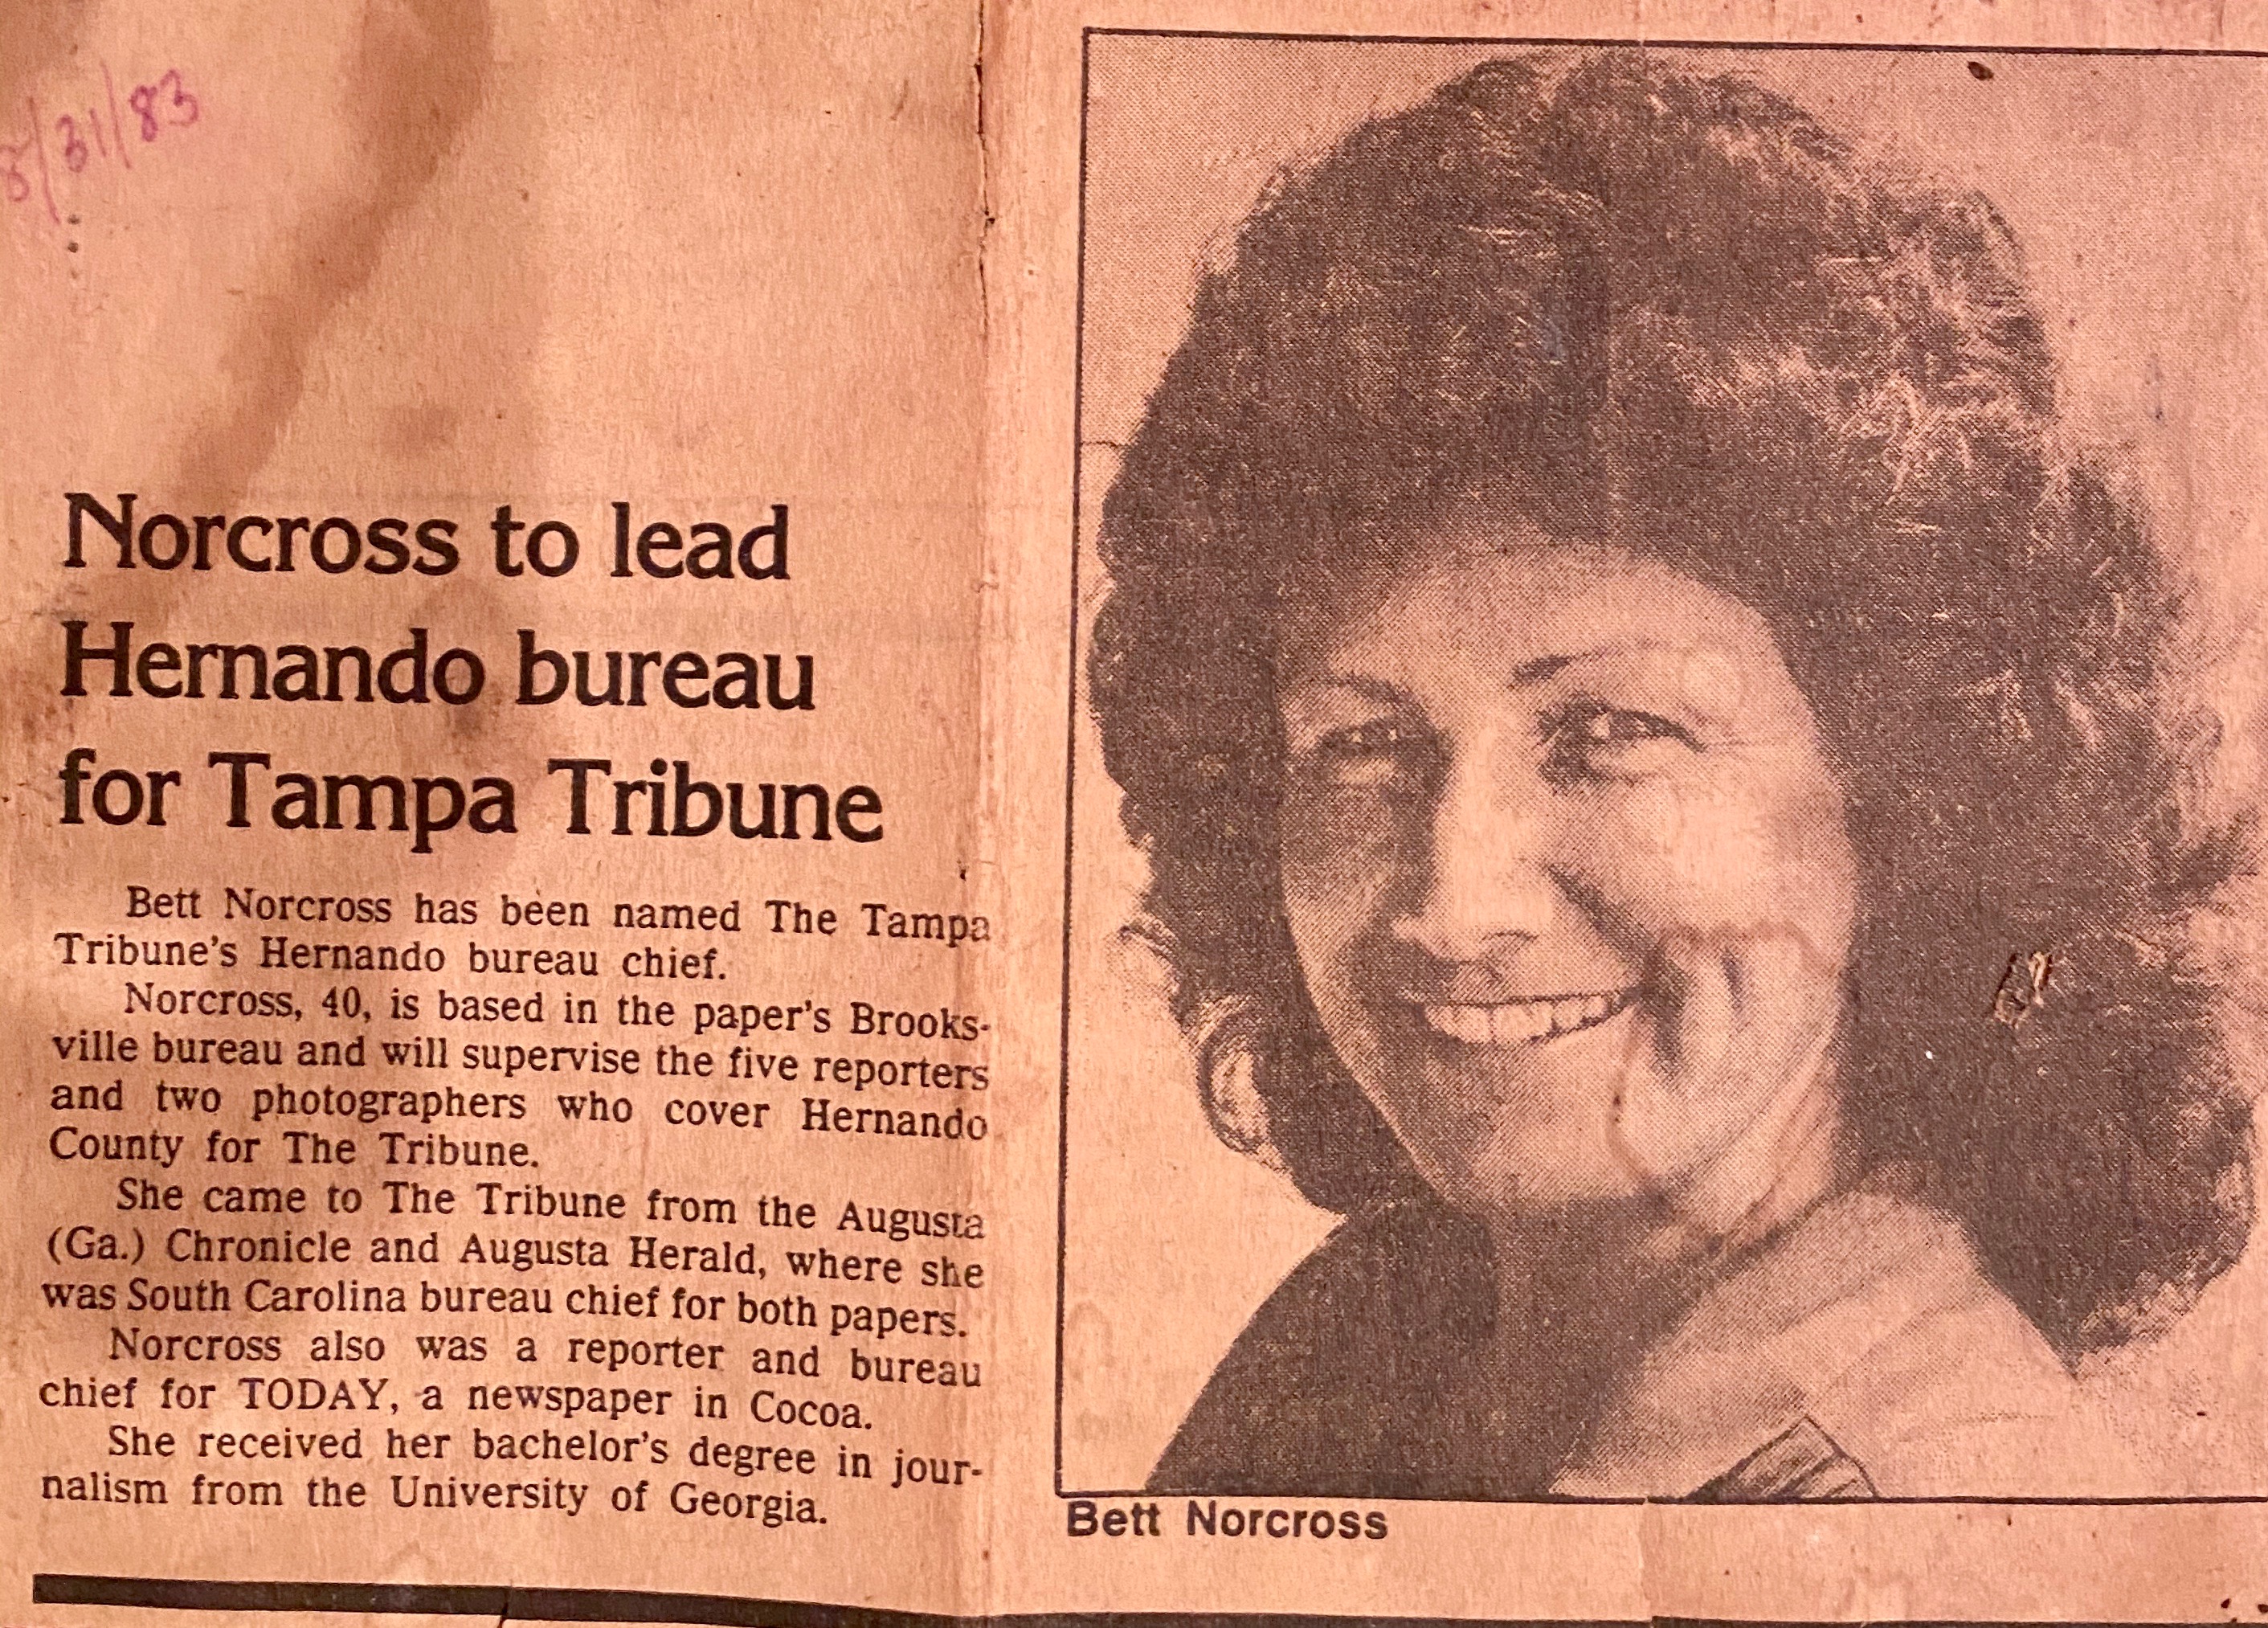 8/31/83
Norcross to lead
Hernando bureau
for Tampa Tribune
Bett Norcross has been named The Tampa
Tribune's Hernando bureau chief.
Norcross, 40, is based in the paper's Brooks-
ville bureau and will supervise the five reporters
and two photographers who cover Hernando
County for The Tribune.
She came to The Tribune from the Augusta
(Ga.) Chronicle and Augusta Herald, where she
was South Carolina bureau chief for both papers.
Norcross also was a reporter and bureau
chief for TODAY, a newspaper in Cocoa.
She received her bachelor's degree in jour-
nalism from the University of Georgia.
Bett Norcross